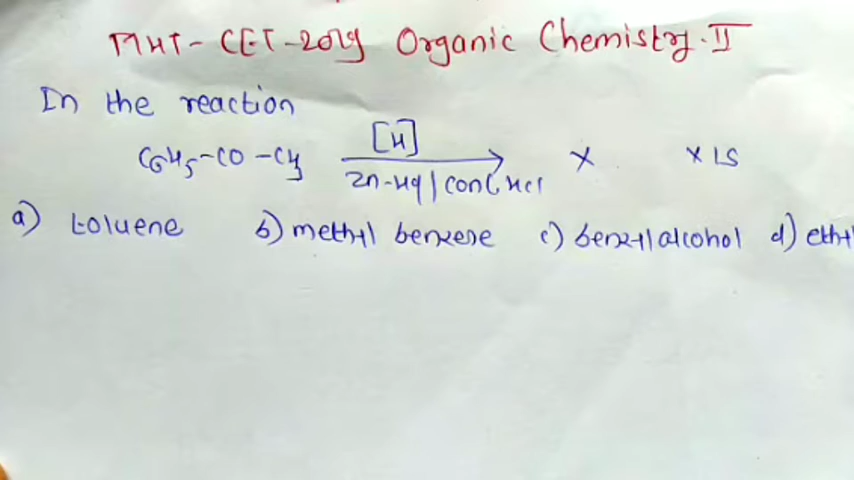 MHT-CET-2019 Organic Chemistry-II
In the reaction
C6H5-CO-CH3 [H] Zn-Hg/conc HCl X X is
a) toluene b) methyl benzene c) benzyl alcohol d) ethyl